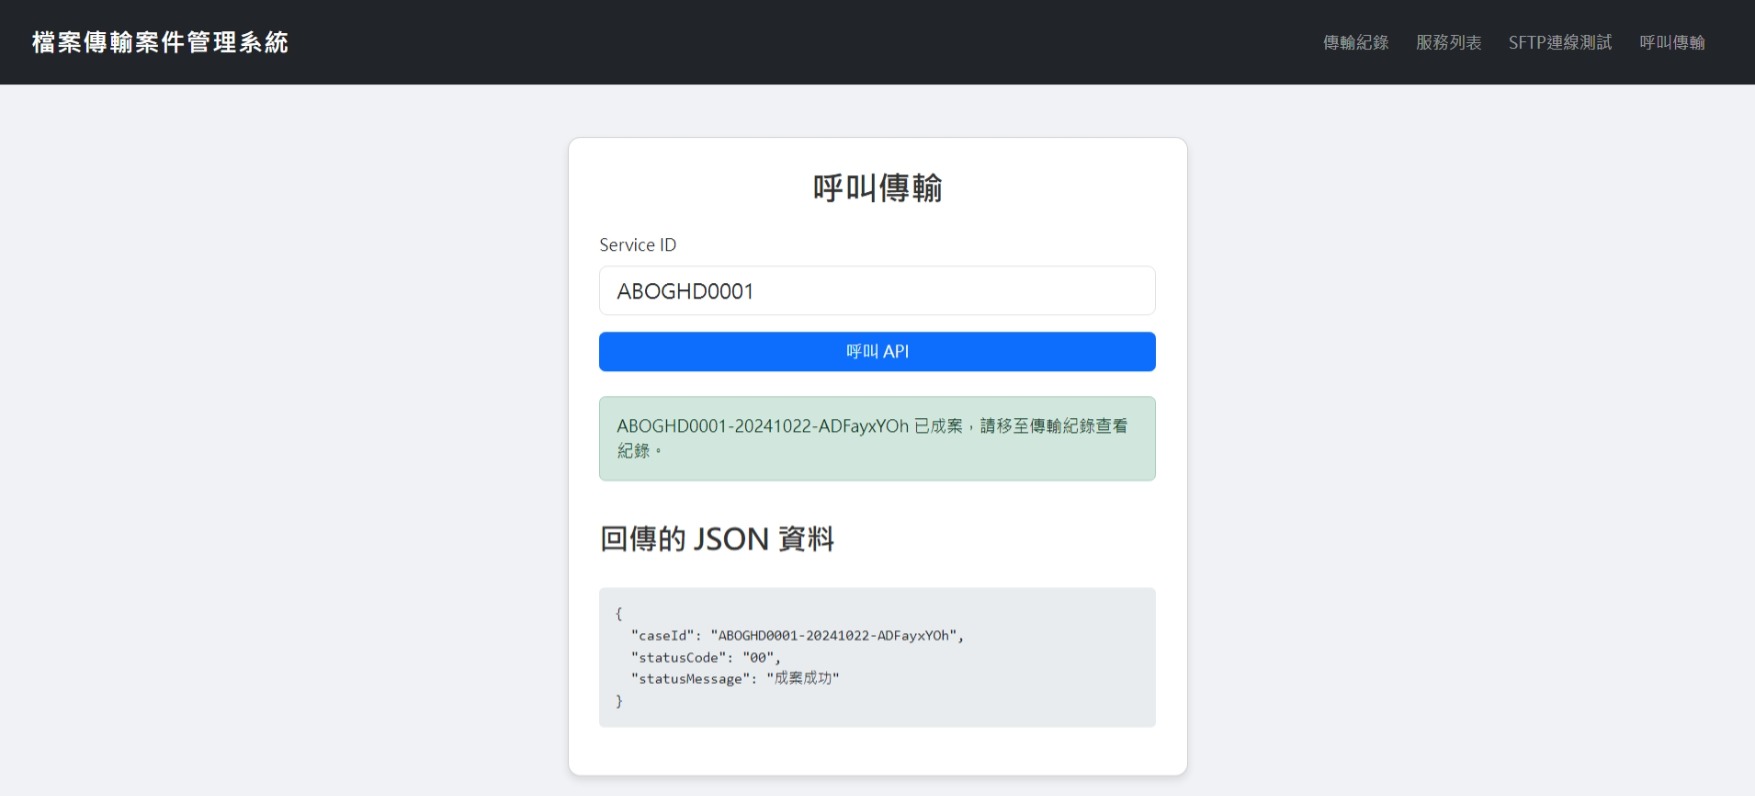 檔案傳輸案件管理系統
傳輸紀錄 服務列表 SFTP連線測試 呼叫傳輸
呼叫傳輸
Service ID
ABOGHD0001
呼叫 API
ABOGHD0001-20241022-ADFayxYOh 已成案，請移至傳輸紀錄查看
紀錄。
回傳的 JSON 資料
{
"caseId": "ABOGHD0001-20241022-ADFayxYOh",
"statusCode": "00",
"statusMessage": "成案成功"
}